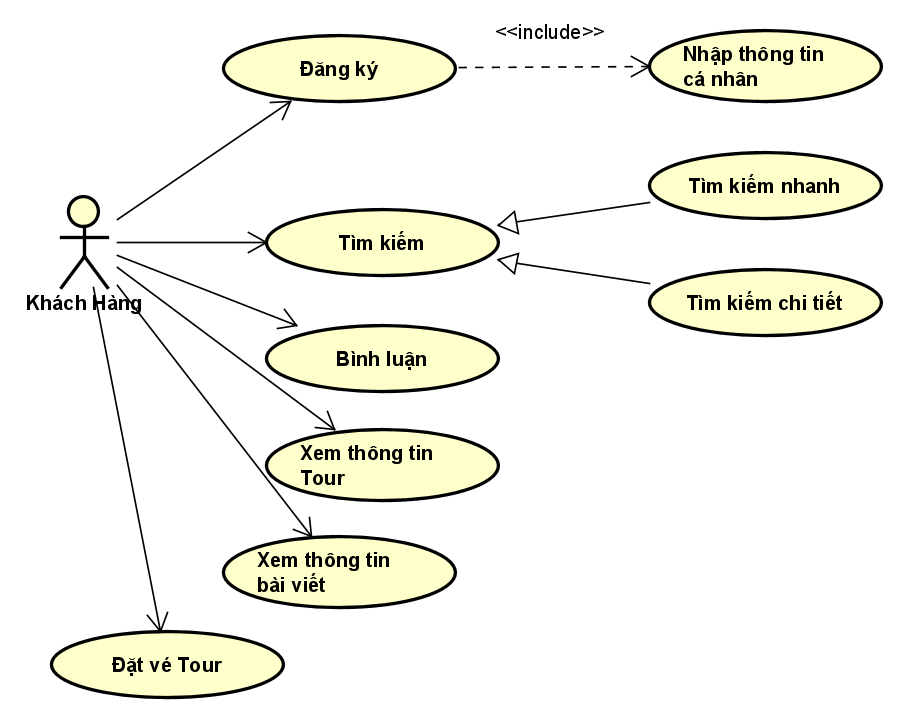 Đăng ký
<<include>>
Nhập thông tin
cá nhân
Tìm kiếm nhanh
Tìm kiếm
Tìm kiếm chi tiết
Khách Hàng
Bình luận
Xem thông tin
Tour
Xem thông tin
bài viết
Đặt vé Tour